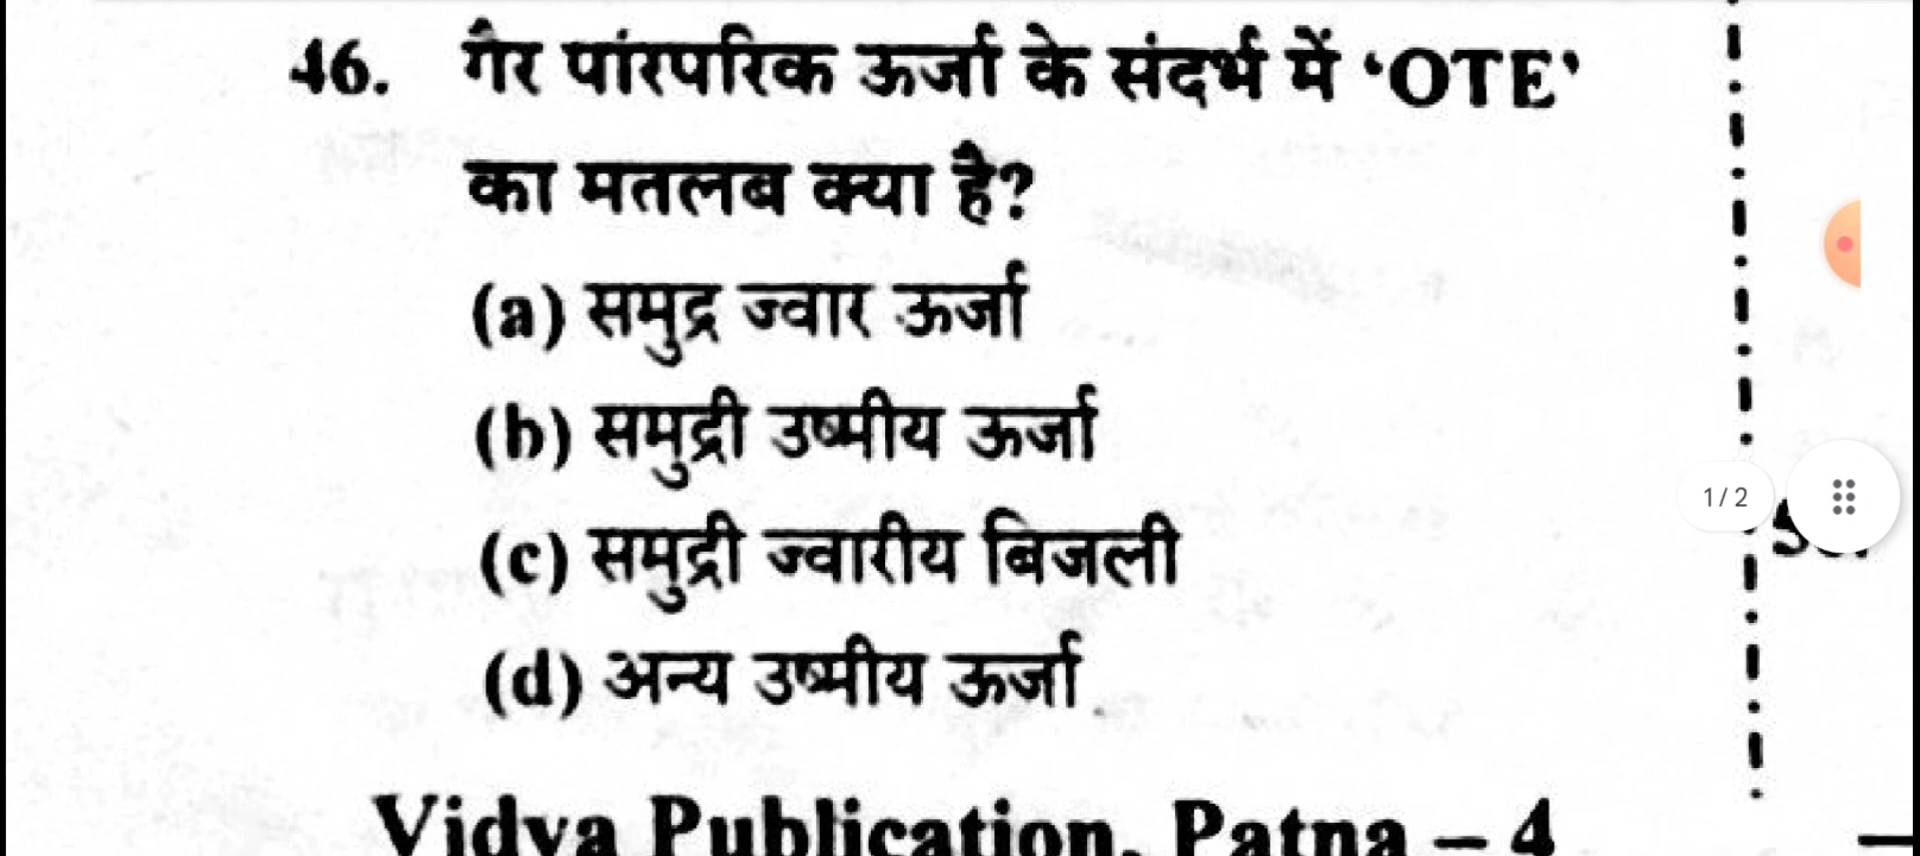 46. गैर पांरपरिक ऊर्जा के संदर्भ में ‘OTE’
का मतलब क्या है?
(a) समुद्र ज्वार ऊर्जा
(b) समुद्री उष्मीय ऊर्जा
(c) समुद्री ज्वारीय बिजली
(d) अन्य उष्मीय ऊर्जा
1 / 2
Vidya Publication, Patna – 4